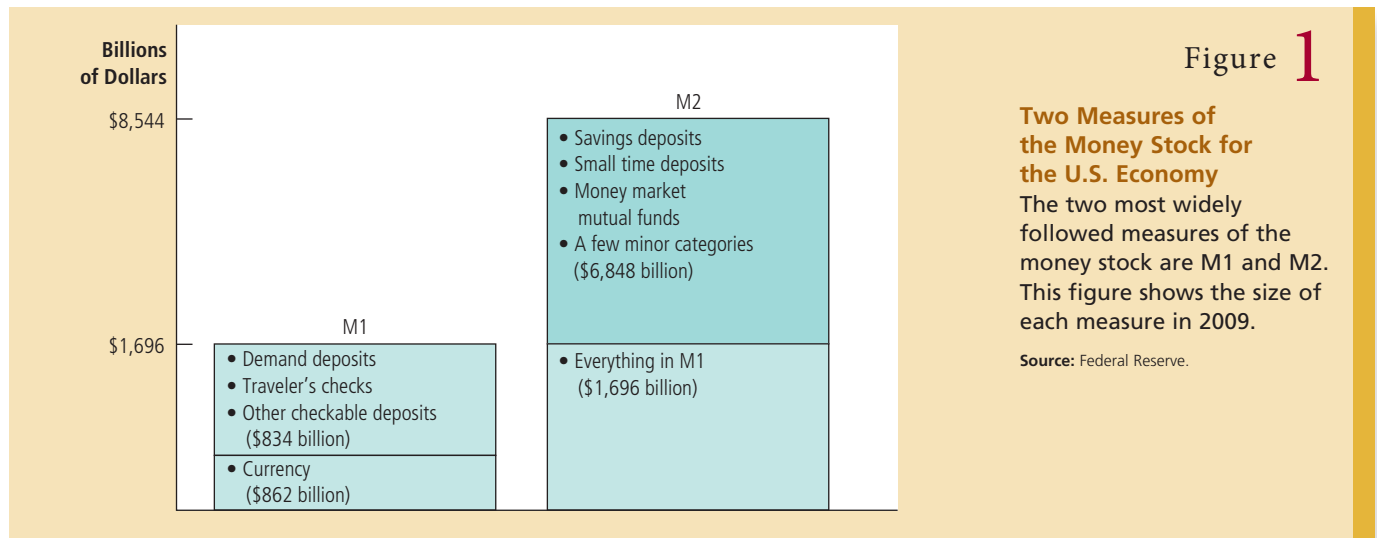 Billions
of Dollars
$8,544
$1,696
M1
• Demand deposits
• Traveler's checks
• Other checkable deposits
($834 billion)
• Currency
($862 billion)
M2
• Savings deposits
• Small time deposits
• Money market
mutual funds
• A few minor categories
($6,848 billion)
• Everything in M1
($1,696 billion)
Figure 1
Two Measures of
the Money Stock for
the U.S. Economy
The two most widely
followed measures of the
money stock are M1 and M2.
This figure shows the size of
each measure in 2009.
Source: Federal Reserve.